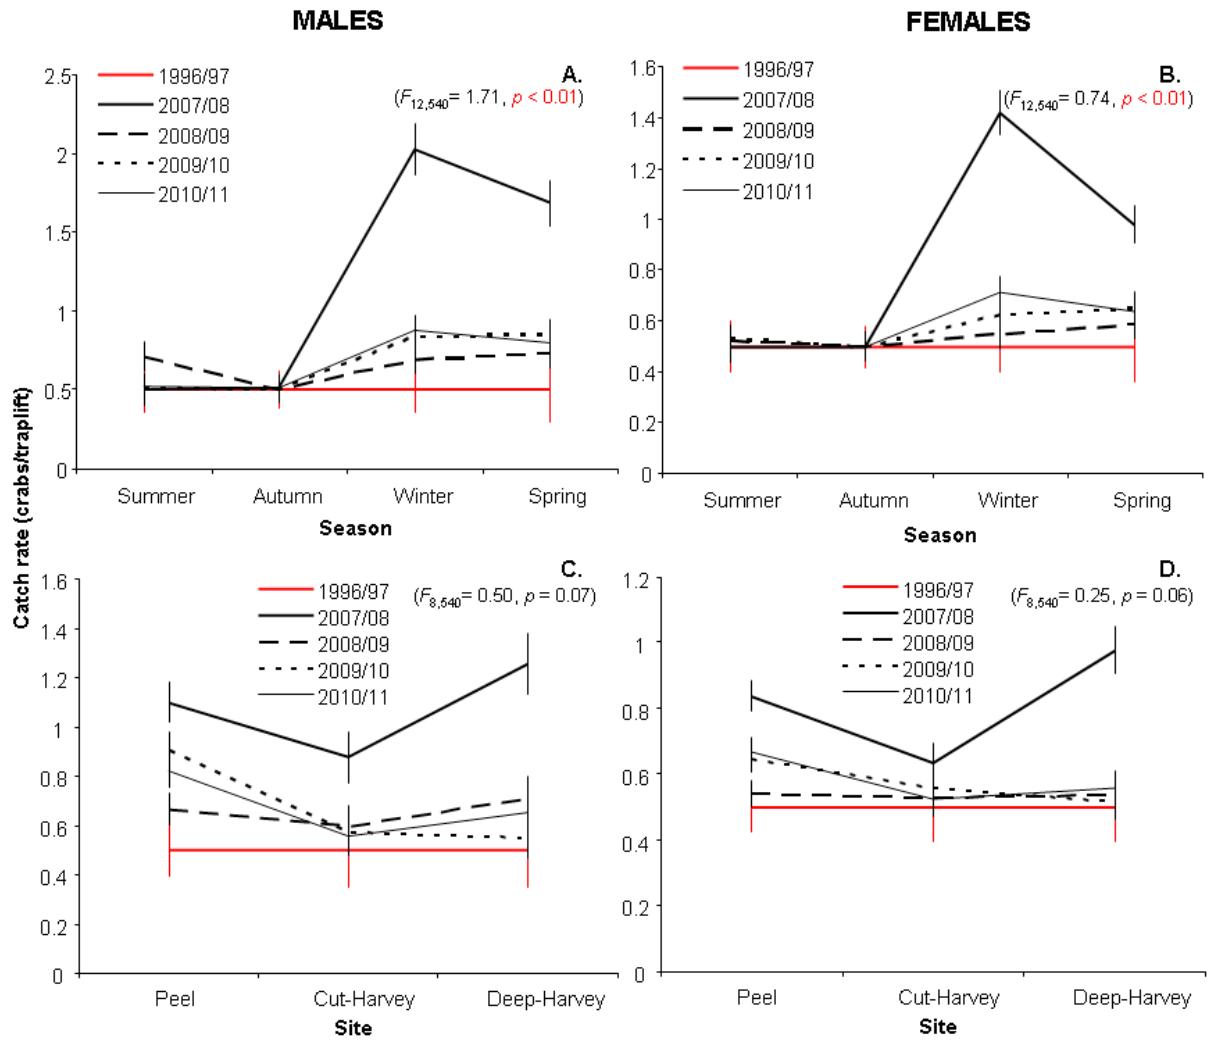 MALES
FEMALES
Catch rate (crabs/traplift)
A.
(F12,540= 1.71, p < 0.01)
1996/97
2007/08
2008/09
2009/10
2010/11
2.5
2
1.5
1
0.5
0
Summer Autumn Winter Spring
Season
B.
(F12,540= 0.74, p < 0.01)
1996/97
2007/08
2008/09
2009/10
2010/11
1.6
1.4
1.2
1
0.8
0.6
0.4
0.2
0
Summer Autumn Winter Spring
Season
C.
(F8,540= 0.50, p = 0.07)
1996/97
2007/08
2008/09
2009/10
2010/11
1.6
1.4
1.2
1
0.8
0.6
0.4
0.2
0
Peel Cut-Harvey Deep-Harvey
Site
D.
(F8,540= 0.25, p = 0.06)
1996/97
2007/08
2008/09
2009/10
2010/11
1.2
1
0.8
0.6
0.4
0.2
0
Peel Cut-Harvey Deep-Harvey
Site